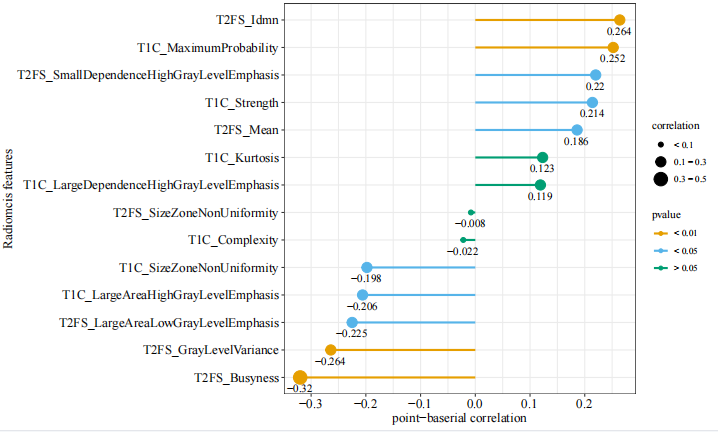 T2FS_Idmn
0.264
T1C_MaximumProbability
0.252
T2FS_SmallDependenceHighGrayLevelEmphasis
0.22
T1C_Strength
0.214
T2FS_Mean
0.186
T1C_Kurtosis
0.123
T1C_LargeDependenceHighGrayLevelEmphasis
0.119
T2FS_SizeZoneNonUniformity
−0.008
T1C_Complexity
−0.022
T1C_SizeZoneNonUniformity
−0.198
T1C_LargeAreaHighGrayLevelEmphasis
−0.206
T2FS_LargeAreaLowGrayLevelEmphasis
−0.225
T2FS_GrayLevelVariance
−0.264
T2FS_Busyness
−0.32
−0.3 −0.2 −0.1 0.0 0.1 0.2
point−baserial correlation
Radiomcis features
correlation
< 0.1
0.1 − 0.3
0.3 − 0.5
pvalue
< 0.01
< 0.05
> 0.05